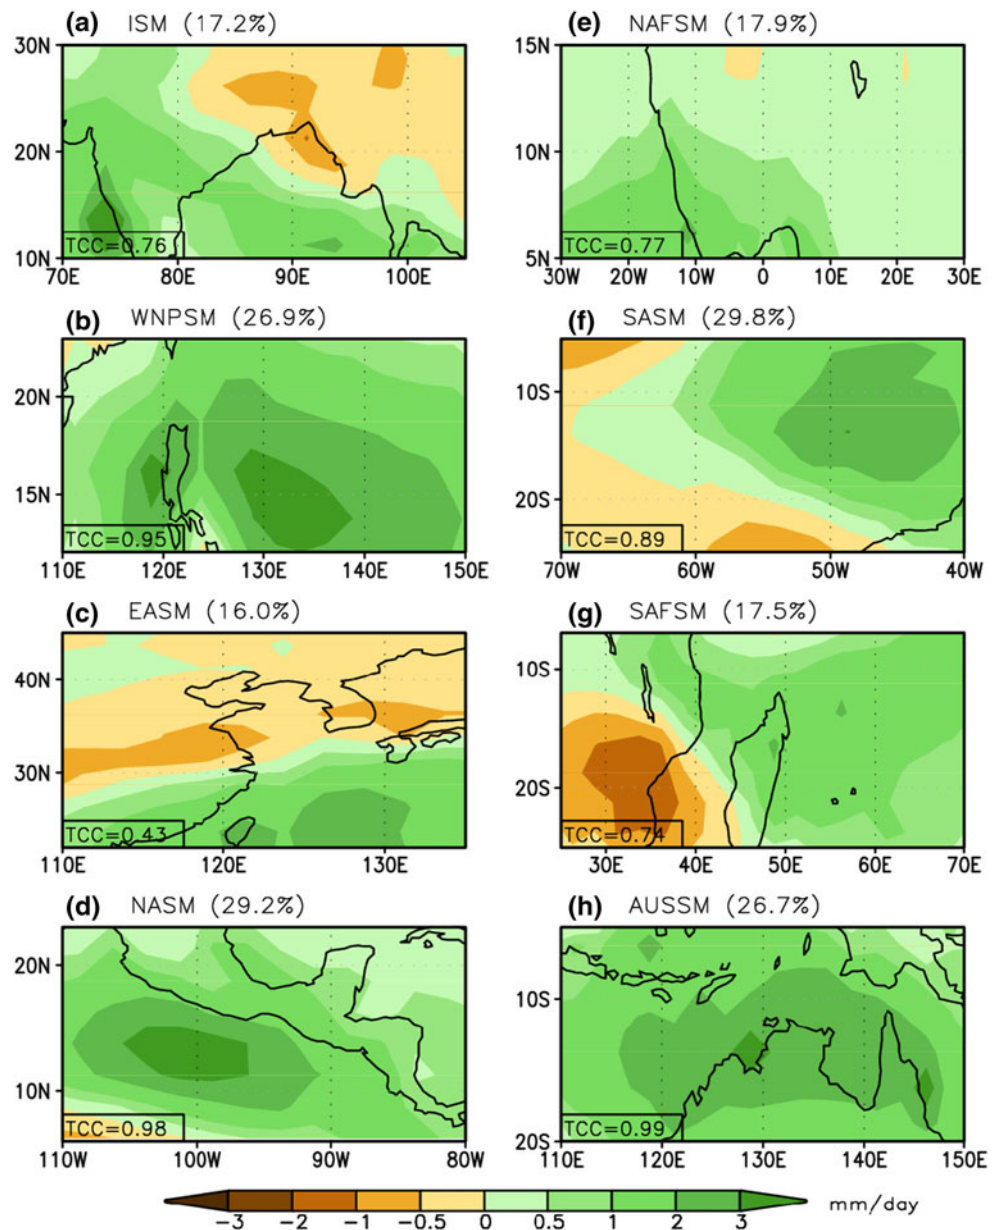 (a) ISM (17.2%)
30N
20N
10N
TCC=0.76
70E 80E 90E 100E
(e) NAFSM (17.9%)
15N
10N
5N
TCC=0.77
30W 20W 10W 0 10E 20E 30E
(b) WNPSM (26.9%)
20N
15N
TCC=0.95
110E 120E 130E 140E 150E
(f) SASM (29.8%)
10S
20S
TCC=0.89
70W 60W 50W 40W
(c) EASM (16.0%)
40N
30N
TCC=0.43
110E 120E 130E
(g) SAFSM (17.5%)
10S
20S
TCC=0.74
30E 40E 50E 60E 70E
(d) NASM (29.2%)
20N
10N
TCC=0.98
110W 100W 90W 80W
(h) AUSSM (26.7%)
10S
20S
TCC=0.99
110E 120E 130E 140E 150E
-3 -2 -1 -0.5 0 0.5 1 2 3 mm/day